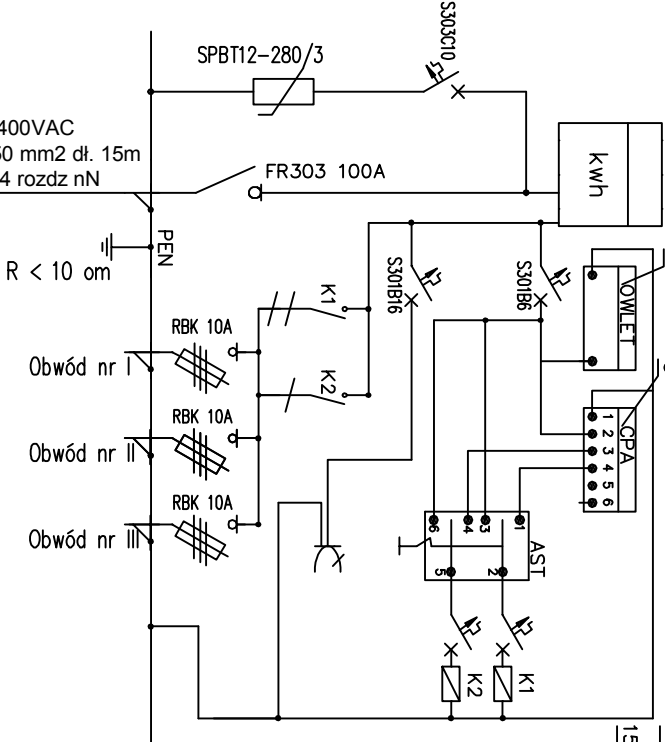 S303C10
SPBT12-280/3
400VAC
50 mm2 dł. 15m
4 rozdz nN
FR303 100A
kwh
PEN
R < 10 om
S301B16
S301B6
OWLET
K1
K2
RBK 10A
Obwód nr I
RBK 10A
Obwód nr II
RBK 10A
Obwód nr III
CPA
1
2
3
4
5
6
6
4
3
1
AST
5
2
K2
K1
15